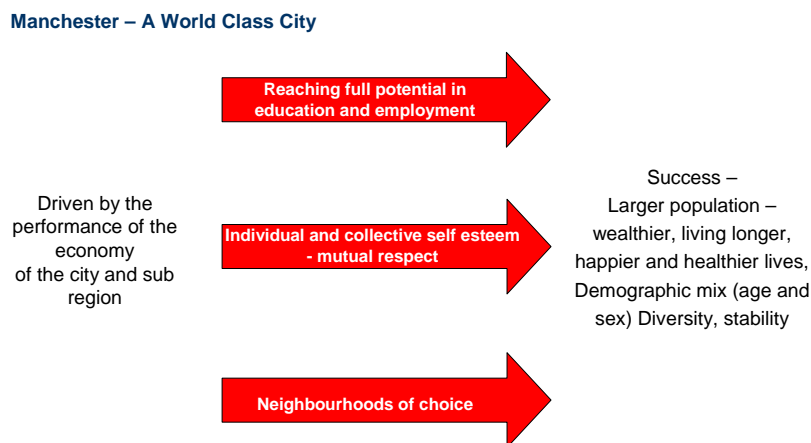 Manchester – A World Class City
Reaching full potential in
education and employment
Driven by the
performance of the
economy
of the city and sub
region
Individual and collective self esteem
- mutual respect
Neighbourhoods of choice
Success –
Larger population –
wealthier, living longer,
happier and healthier lives,
Demographic mix (age and
sex) Diversity, stability